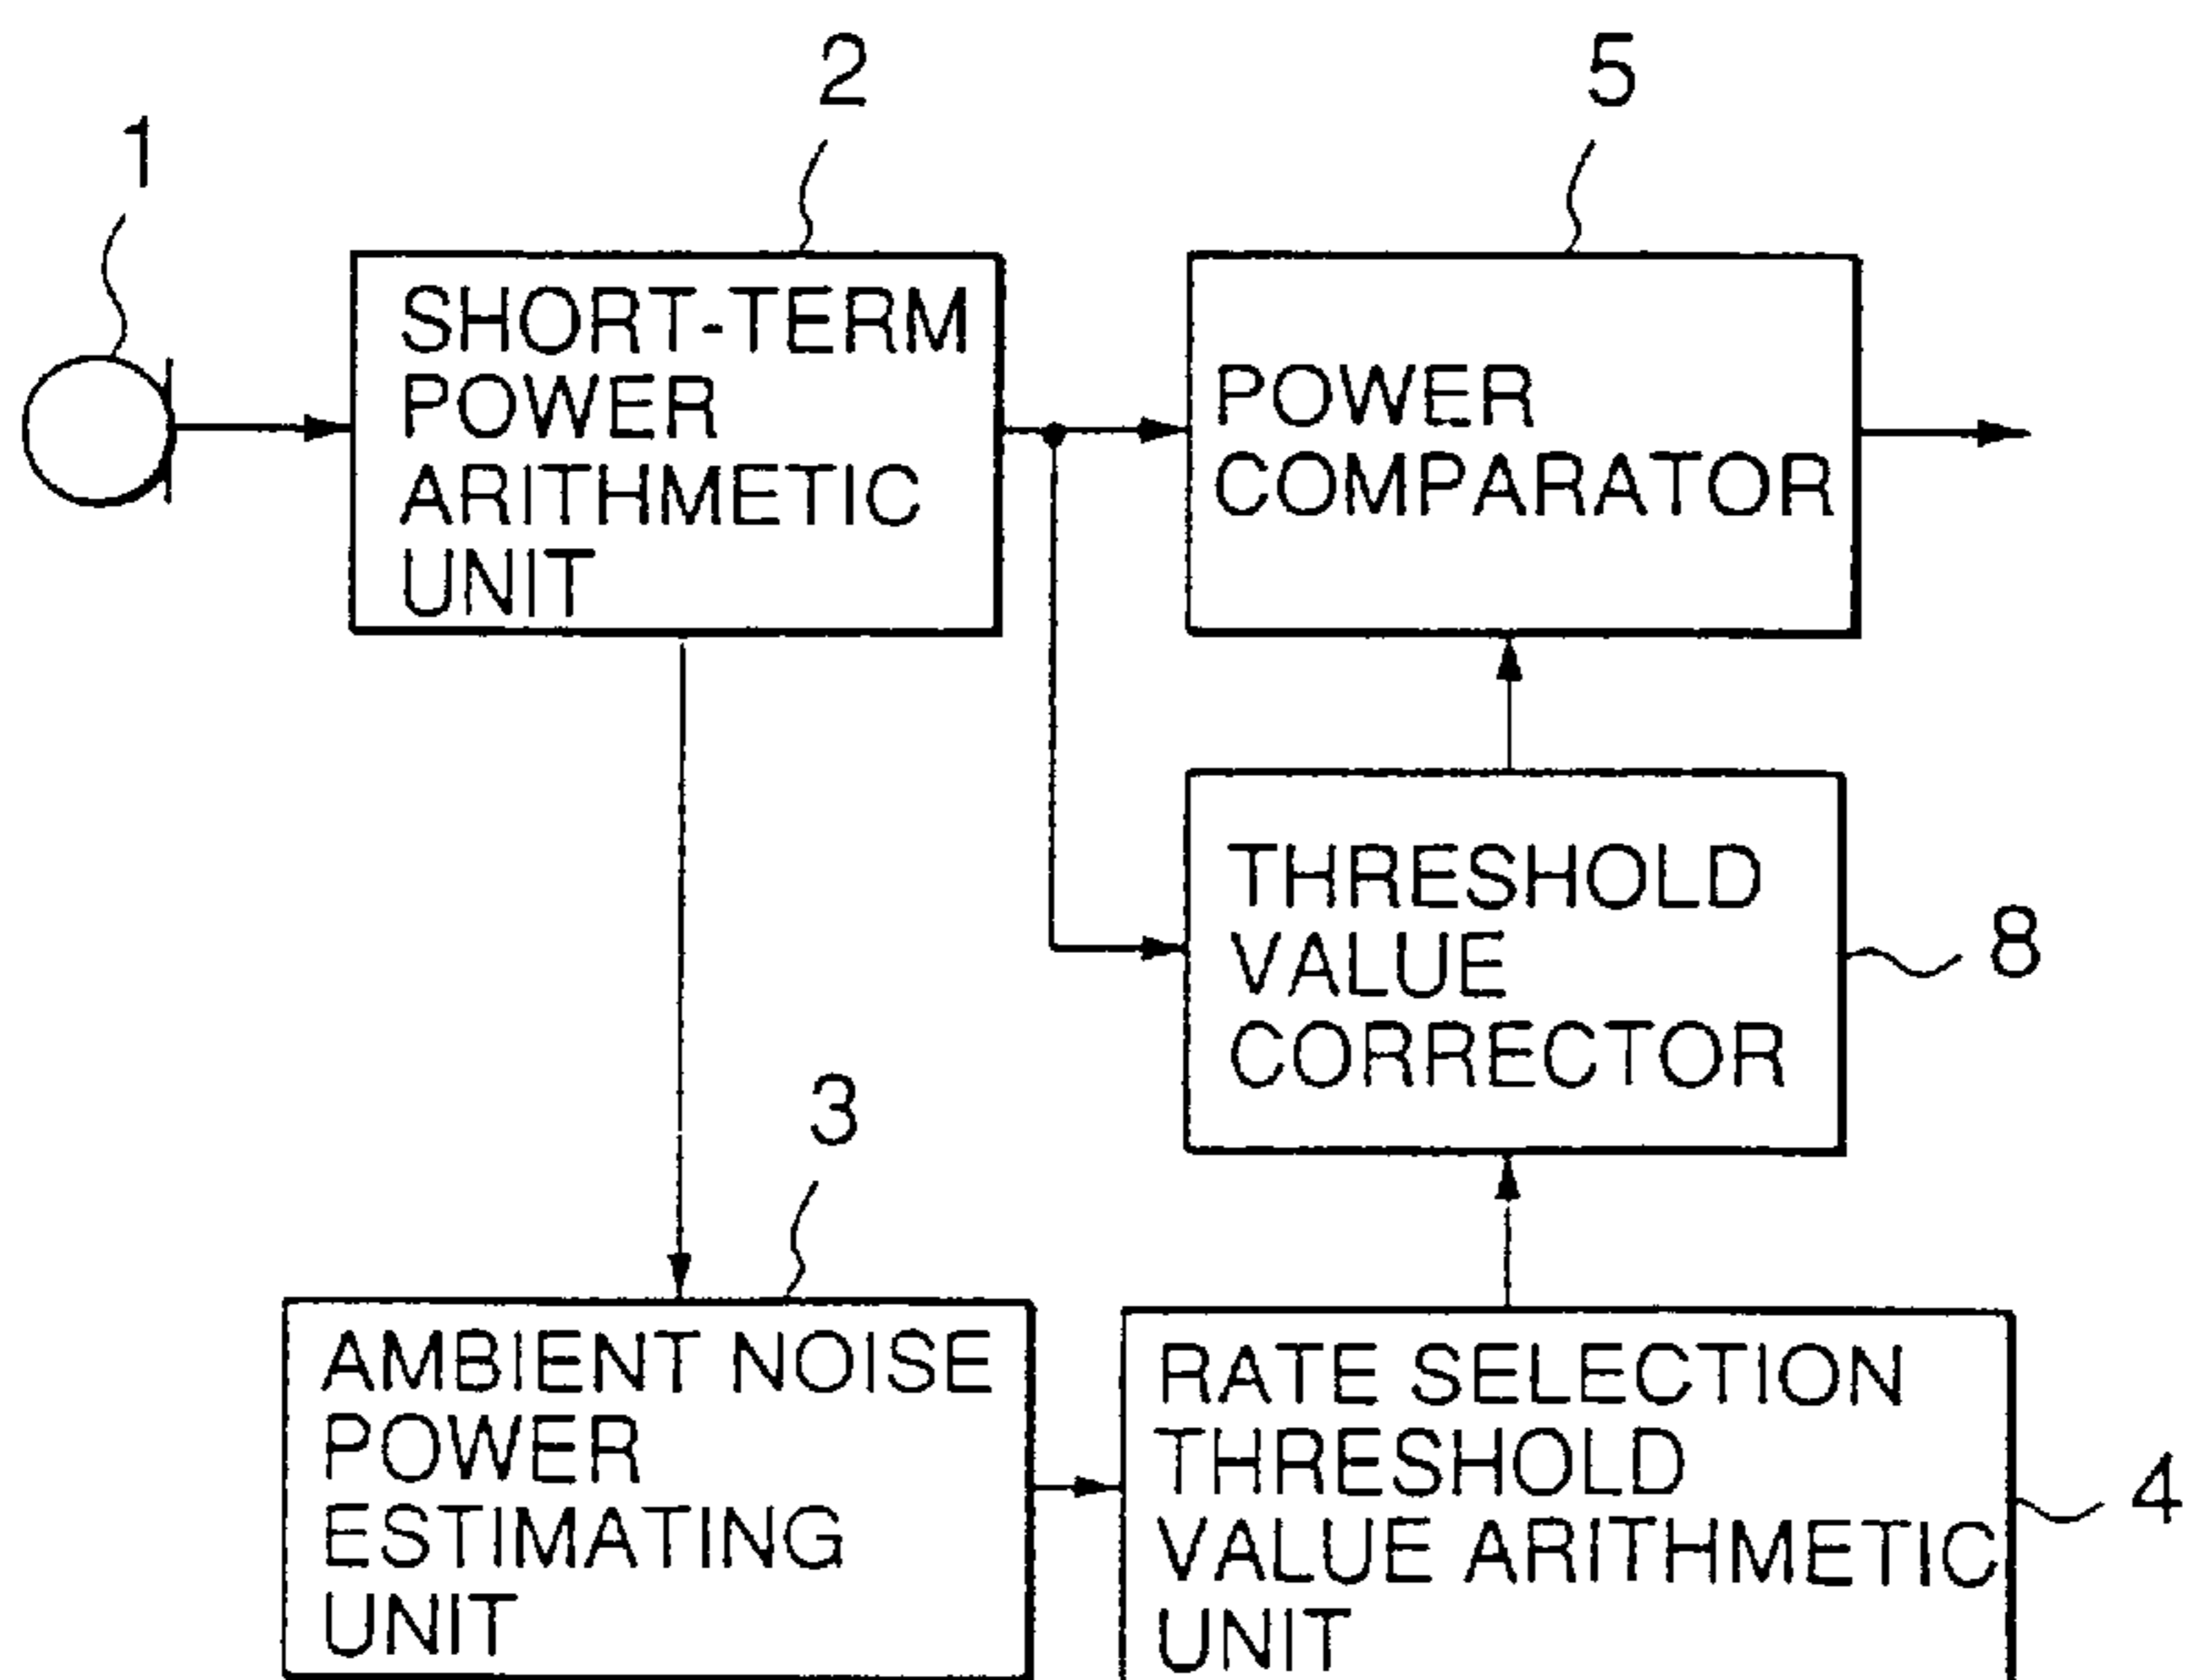 1
2
SHORT-TERM
POWER
ARITHMETIC
UNIT
5
POWER
COMPARATOR
THRESHOLD
VALUE
CORRECTOR
8
3
AMBIENT NOISE
POWER
ESTIMATING
UNIT
RATE SELECTION
THRESHOLD
VALUE ARITHMETIC
UNIT
4